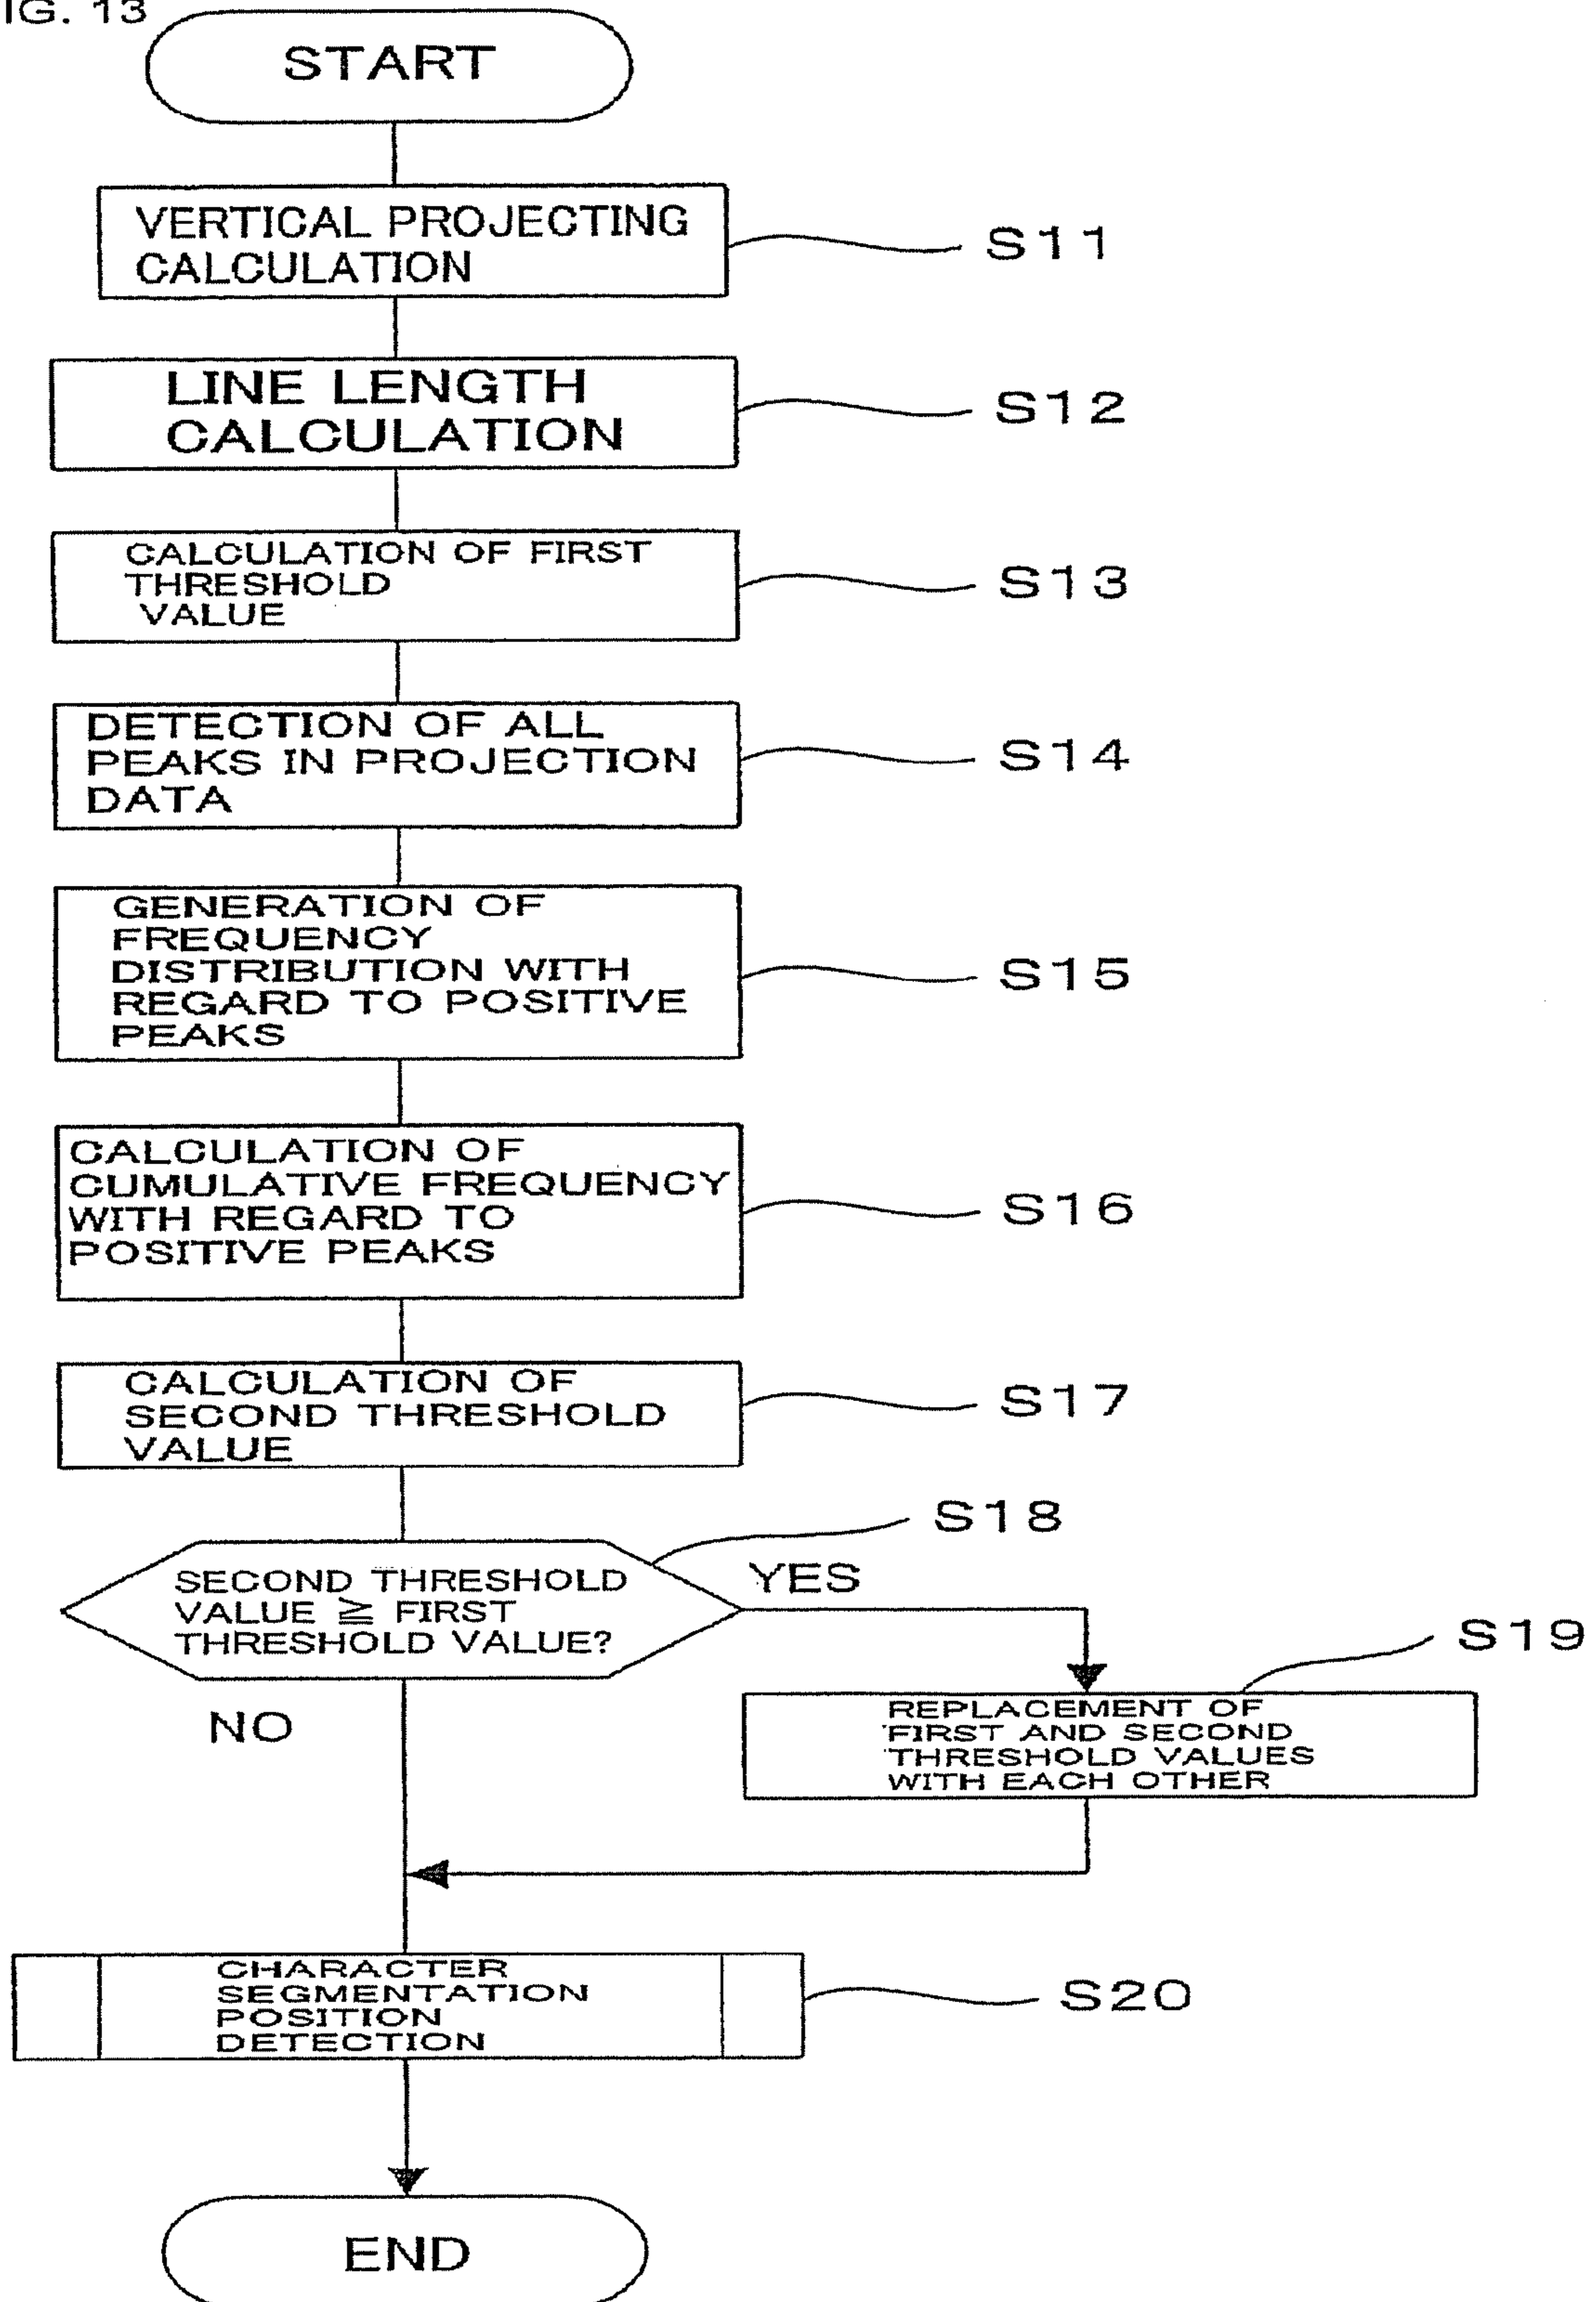 IG. 13
START
VERTICAL PROJECTING
CALCULATION
S11
LINE LENGTH
CALCULATION
S12
CALCULATION OF FIRST
THRESHOLD
VALUE
S13
DETECTION OF ALL
PEAKS IN PROJECTION
DATA
S14
GENERATION OF
FREQUENCY
DISTRIBUTION WITH
REGARD TO POSITIVE
PEAKS
S15
CALCULATION OF
CUMULATIVE FREQUENCY
WITH REGARD TO
POSITIVE PEAKS
S16
CALCULATION OF
SECOND THRESHOLD
VALUE
S17
S18
SECOND THRESHOLD
VALUE ≧ FIRST
THRESHOLD VALUE?
YES
NO
S19
REPLACEMENT OF
FIRST AND SECOND
THRESHOLD VALUES
WITH EACH OTHER
CHARACTER
SEGMENTATION
POSITION
DETECTION
S20
END